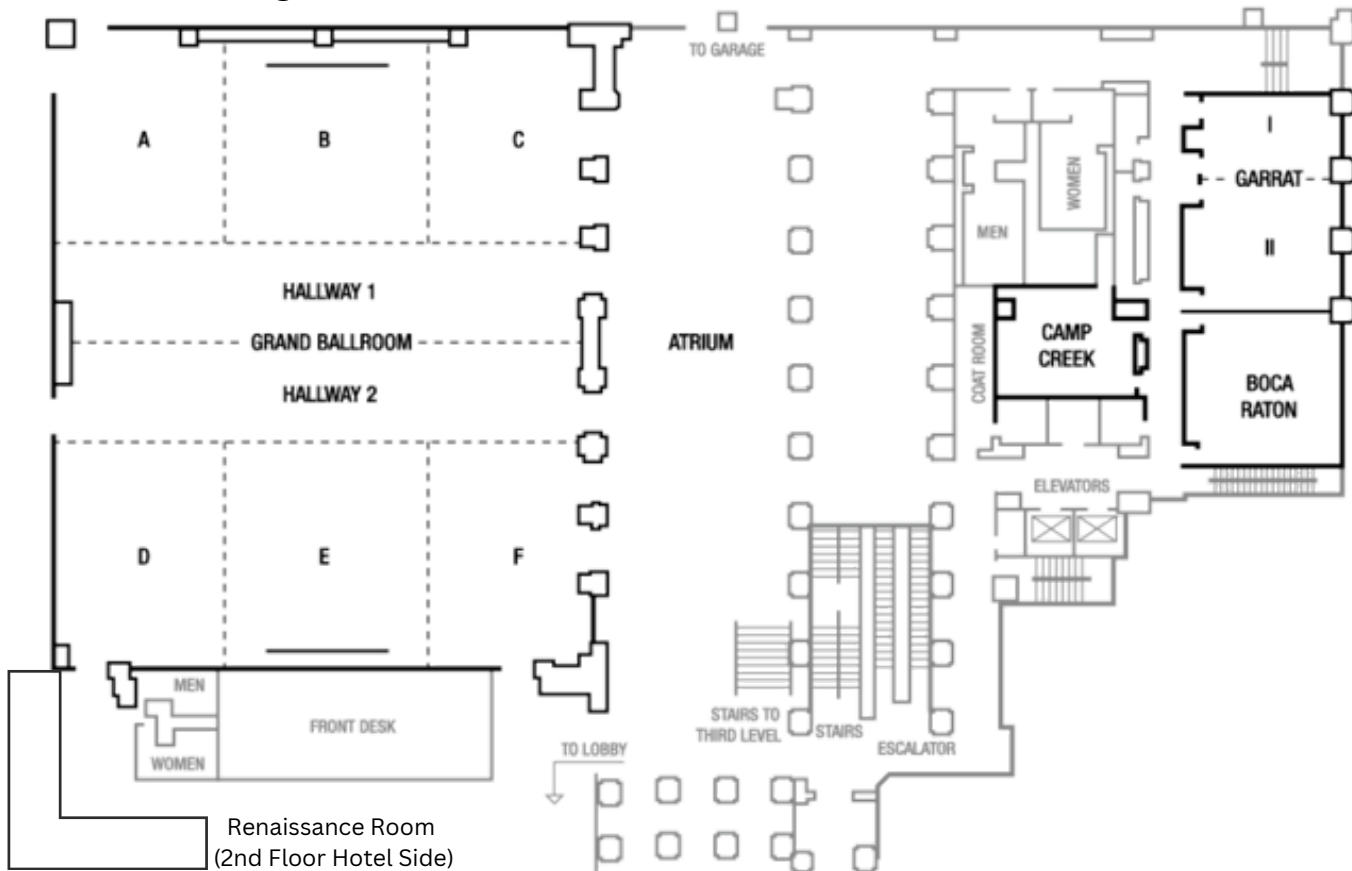 TO GARAGE
A
B
C
I
GARRAT
II
WOMEN
MEN
HALLWAY 1
GRAND BALLROOM
HALLWAY 2
ATRIUM
COAT ROOM
CAMP
CREEK
BOCA
RATON
ELEVATORS
D
E
F
MEN
WOMEN
FRONT DESK
STAIRS TO
THIRD LEVEL
STAIRS
ESCALATOR
TO LOBBY
Renaissance Room
(2nd Floor Hotel Side)